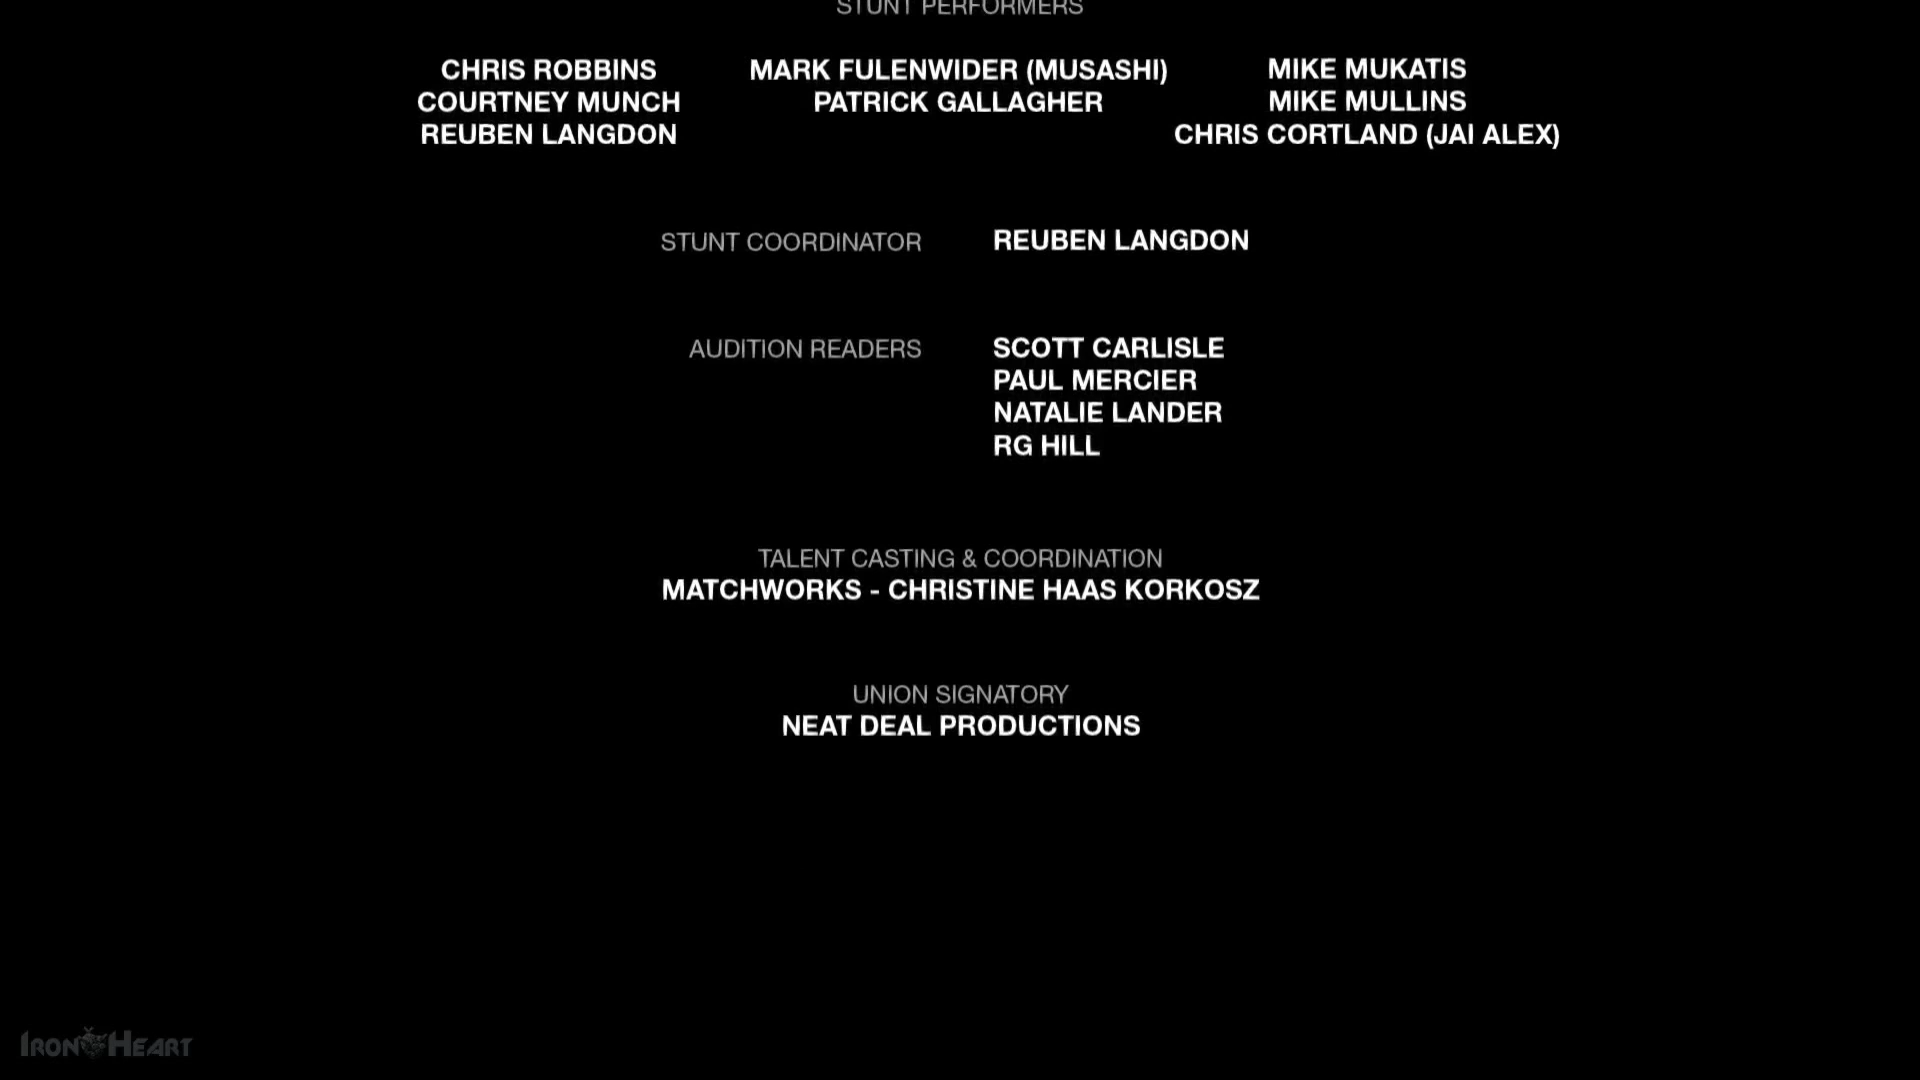 STUNT PERFORMERS
CHRIS ROBBINS
COURTNEY MUNCH
REUBEN LANGDON
MARK FULENWIDER (MUSASHI)
PATRICK GALLAGHER
MIKE MUKATIS
MIKE MULLINS
CHRIS CORTLAND (JAI ALEX)
STUNT COORDINATOR REUBEN LANGDON
AUDITION READERS SCOTT CARLISLE
PAUL MERCIER
NATALIE LANDER
RG HILL
TALENT CASTING & COORDINATION
MATCHWORKS - CHRISTINE HAAS KORKOSZ
UNION SIGNATORY
NEAT DEAL PRODUCTIONS
IRON HEART